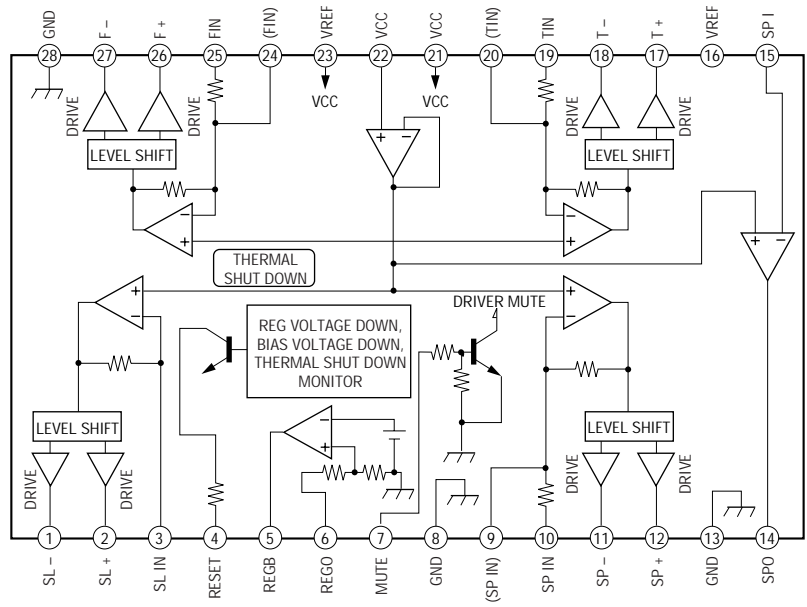 GND
F –
F +
FIN
(FIN)
VREF
VCC
VCC
(TIN)
TIN
T –
T +
VREF
SP I
28
27
26
25
24
23
22
21
20
19
18
17
16
15
VCC
VCC
DRIVE
DRIVE
DRIVE
DRIVE
LEVEL SHIFT
LEVEL SHIFT
+
–
–
+
–
+
+
–
THERMAL
SHUT DOWN
+
–
+
–
DRIVER MUTE
REG VOLTAGE DOWN,
BIAS VOLTAGE DOWN,
THERMAL SHUT DOWN
MONITOR
–
+
LEVEL SHIFT
LEVEL SHIFT
DRIVE
DRIVE
DRIVE
DRIVE
1
2
3
4
5
6
7
8
9
10
11
12
13
14
SL –
SL +
SL IN
RESET
REGB
REGO
MUTE
GND
(SP IN)
SP IN
SP –
SP +
GND
SPO